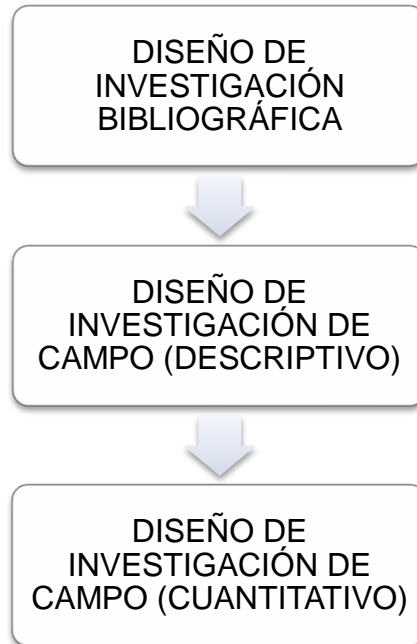 DISEÑO DE
INVESTIGACIÓN
BIBLIOGRÁFICA
DISEÑO DE
INVESTIGACIÓN DE
CAMPO (DESCRIPTIVO)
DISEÑO DE
INVESTIGACIÓN DE
CAMPO (CUANTITATIVO)